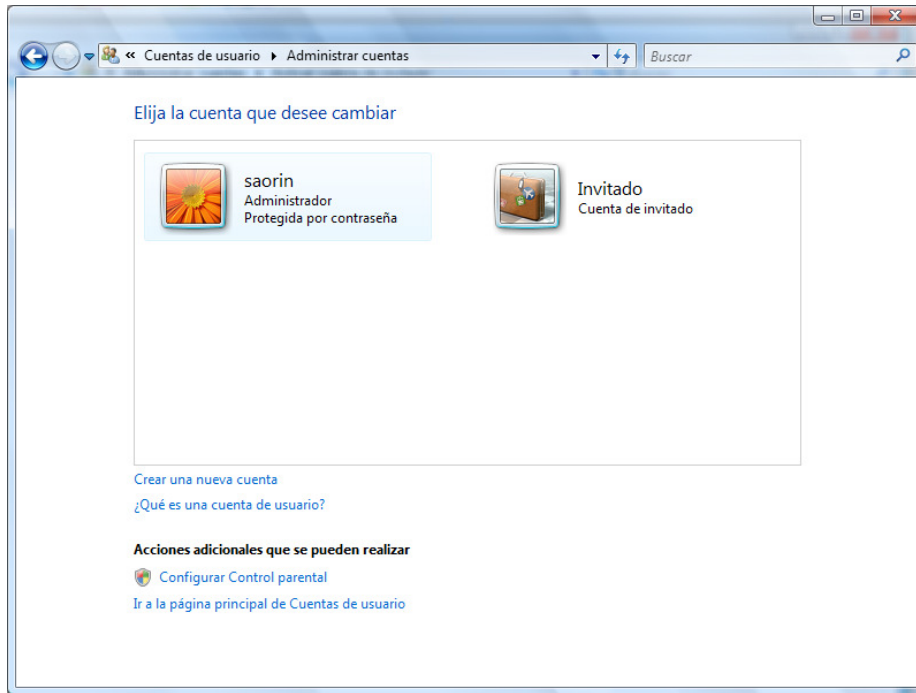 « Cuentas de usuario ▸ Administrar cuentas
Buscar
Elija la cuenta que desee cambiar
saorin
Administrador
Protegida por contraseña
Invitado
Cuenta de invitado
Crear una nueva cuenta
¿Qué es una cuenta de usuario?
Acciones adicionales que se pueden realizar
Configurar Control parental
Ir a la página principal de Cuentas de usuario